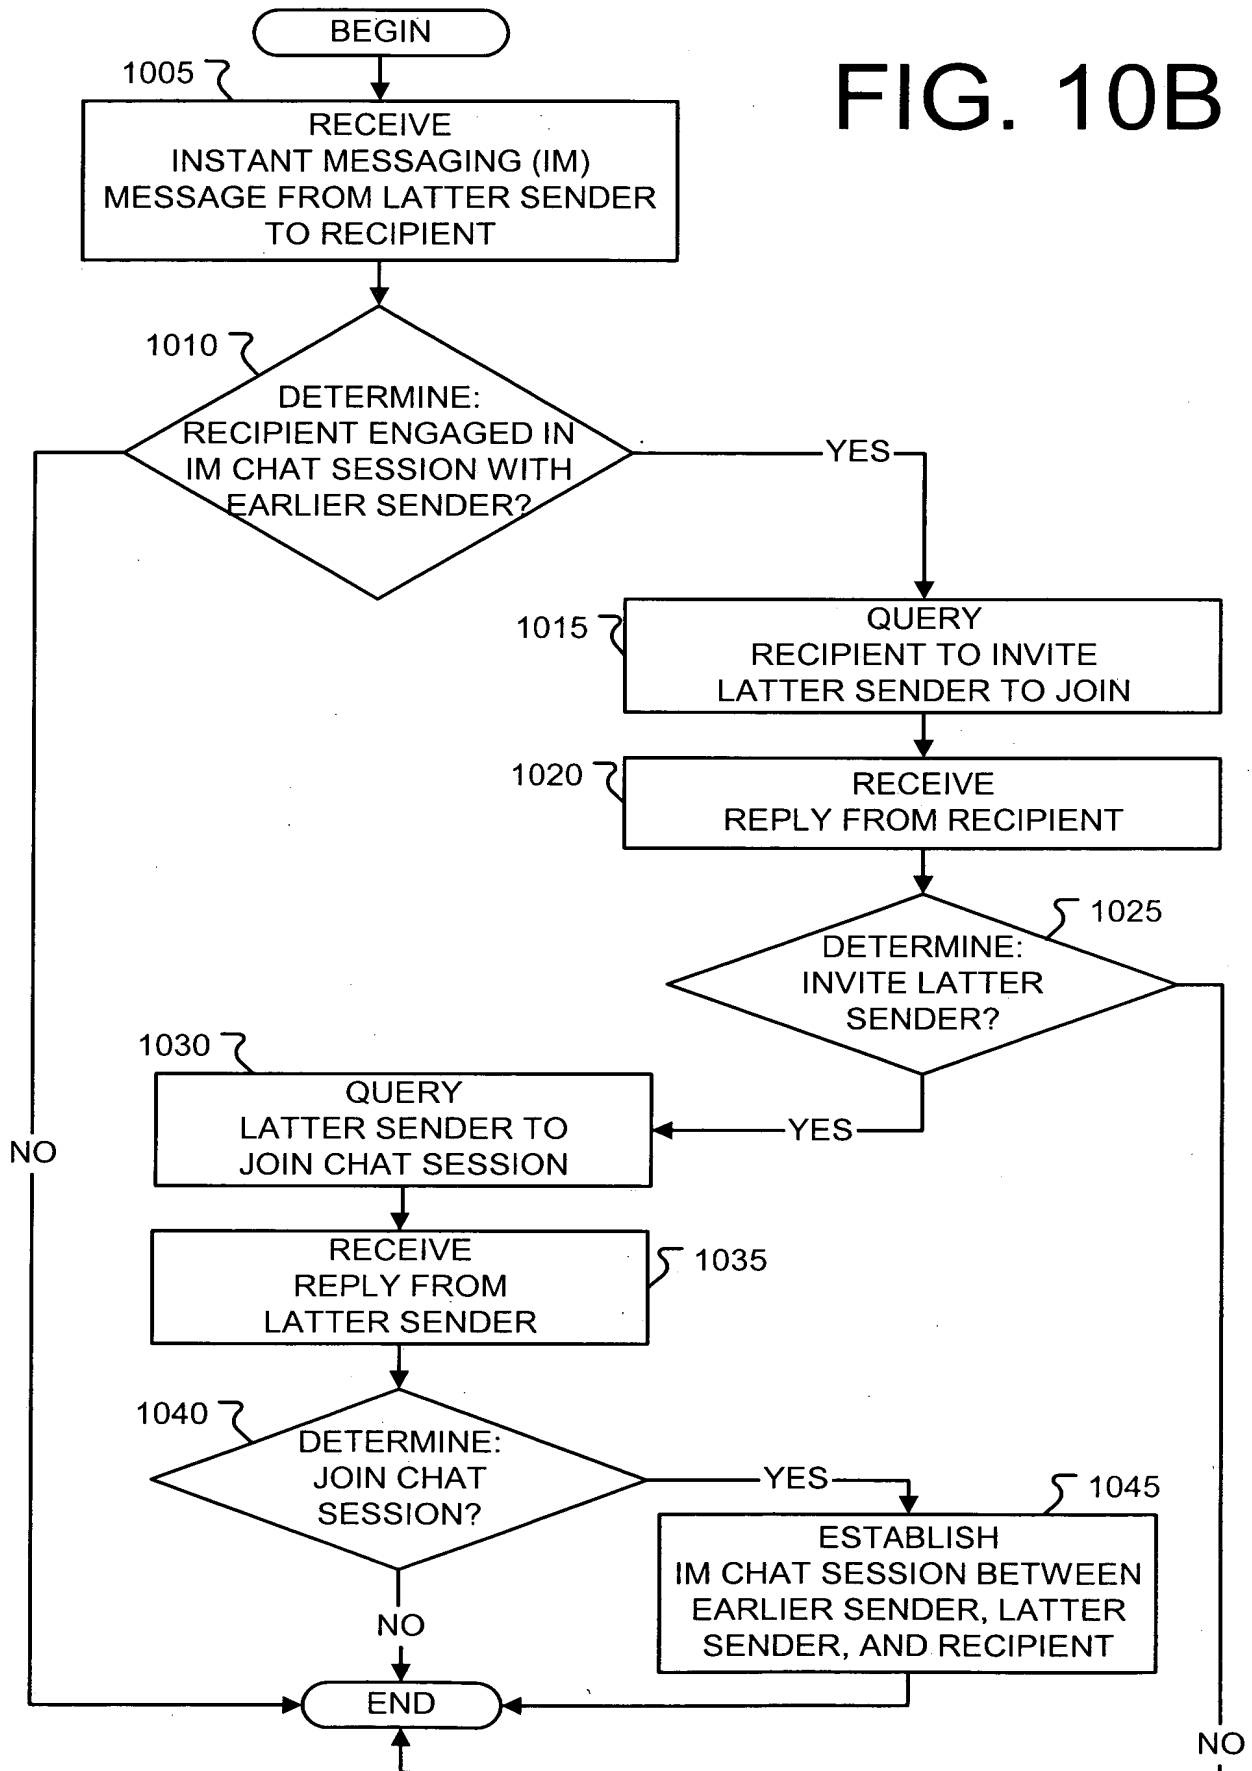 BEGIN
FIG. 10B
1005
RECEIVE
INSTANT MESSAGING (IM)
MESSAGE FROM LATTER SENDER
TO RECIPIENT
1010
DETERMINE:
RECIPIENT ENGAGED IN
IM CHAT SESSION WITH
EARLIER SENDER?
YES
1015
QUERY
RECIPIENT TO INVITE
LATTER SENDER TO JOIN
1020
RECEIVE
REPLY FROM RECIPIENT
1025
DETERMINE:
INVITE LATTER
SENDER?
1030
QUERY
LATTER SENDER TO
JOIN CHAT SESSION
YES
NO
1035
RECEIVE
REPLY FROM
LATTER SENDER
1040
DETERMINE:
JOIN CHAT
SESSION?
YES
1045
ESTABLISH
IM CHAT SESSION BETWEEN
EARLIER SENDER, LATTER
SENDER, AND RECIPIENT
NO
END
NO